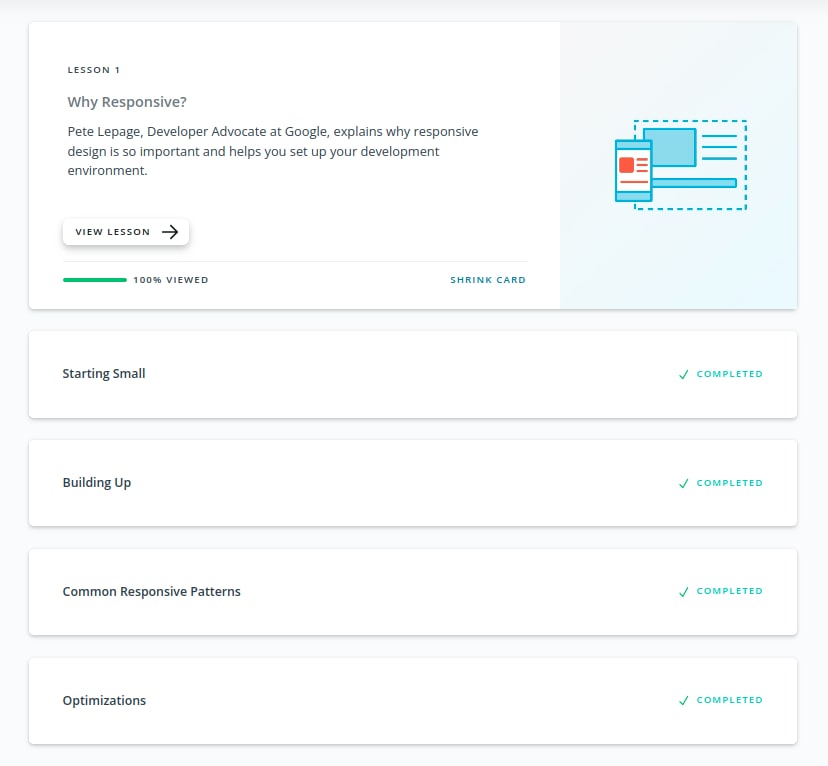 LESSON 1
Why Responsive?
Pete Lepage, Developer Advocate at Google, explains why responsive
design is so important and helps you set up your development
environment.
VIEW LESSON
100% VIEWED
SHRINK CARD
Starting Small
COMPLETED
Building Up
COMPLETED
Common Responsive Patterns
COMPLETED
Optimizations
COMPLETED